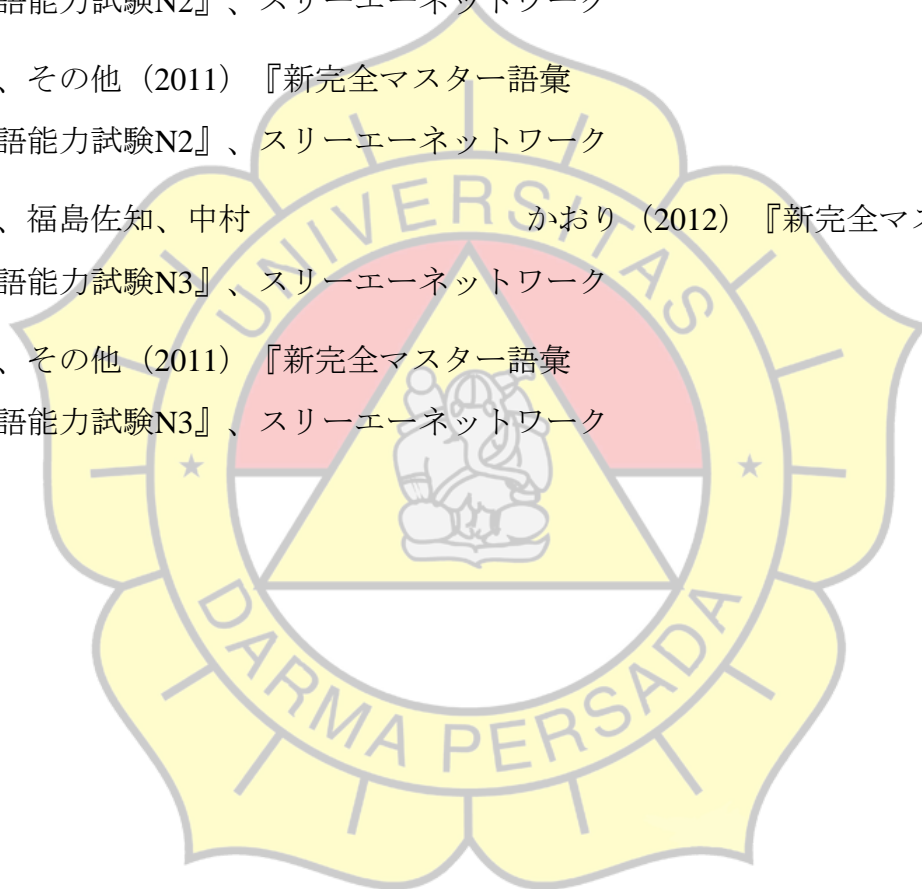 語能力試験N2』、スリーエーネットワーク
、その他（2011）『新完全マスター語彙
語能力試験N2』、スリーエーネットワーク
、福島佐知、中村 かおり（2012）『新完全マス
語能力試験N3』、スリーエーネットワーク
、その他（2011）『新完全マスター語彙
語能力試験N3』、スリーエーネットワーク
UNIVERSITAS
DARMA PERSADA